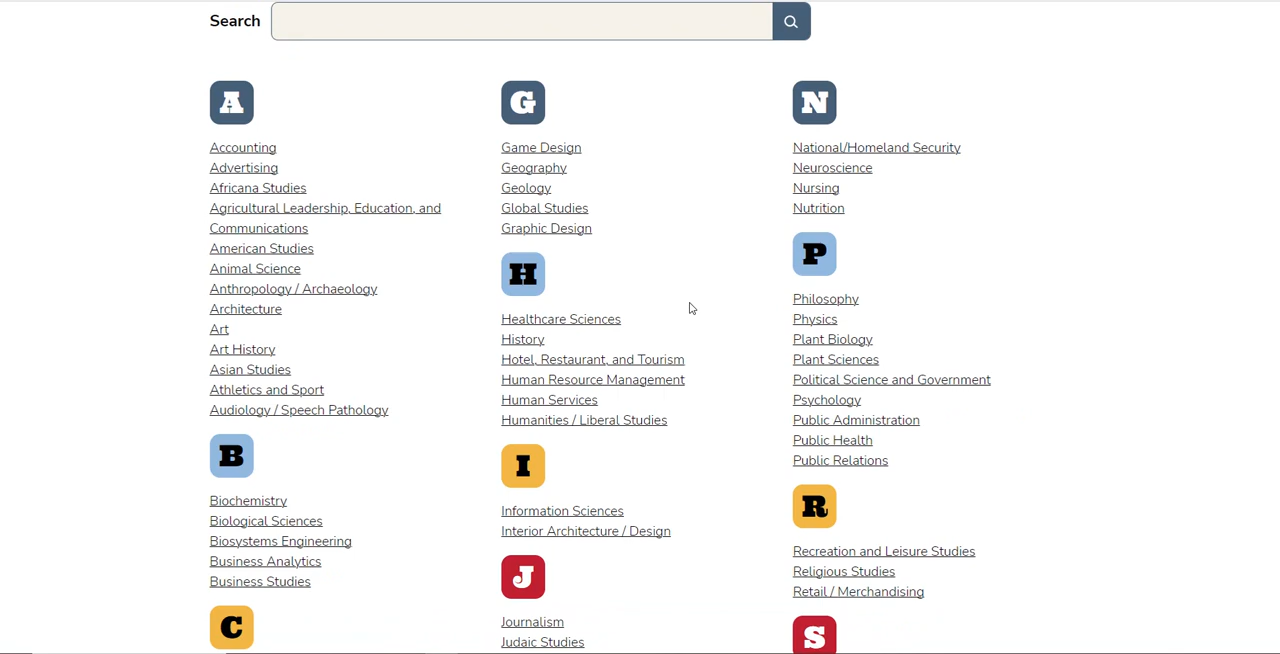 Search
A
Accounting
Advertising
Africana Studies
Agricultural Leadership, Education, and
Communications
American Studies
Animal Science
Anthropology / Archaeology
Architecture
Art
Art History
Asian Studies
Athletics and Sport
Audiology / Speech Pathology
B
Biochemistry
Biological Sciences
Biosystems Engineering
Business Analytics
Business Studies
C
G
Game Design
Geography
Geology
Global Studies
Graphic Design
H
Healthcare Sciences
History
Hotel, Restaurant, and Tourism
Human Resource Management
Human Services
Humanities / Liberal Studies
I
Information Sciences
Interior Architecture / Design
J
Journalism
Judaic Studies
N
National/Homeland Security
Neuroscience
Nursing
Nutrition
P
Philosophy
Physics
Plant Biology
Plant Sciences
Political Science and Government
Psychology
Public Administration
Public Health
Public Relations
R
Recreation and Leisure Studies
Religious Studies
Retail / Merchandising
S